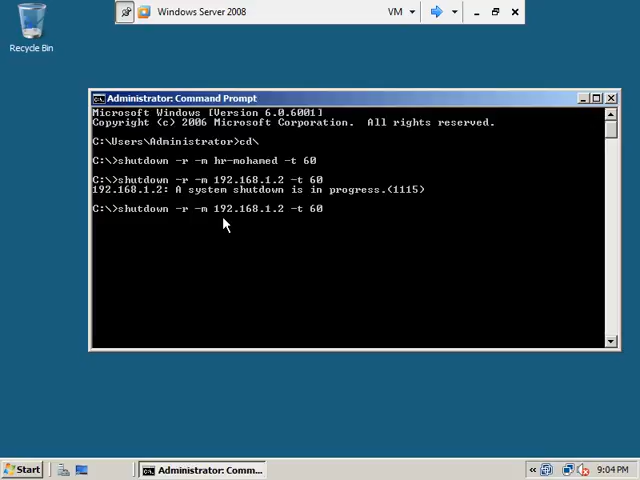 Windows Server 2008
VM
Recycle Bin
Administrator: Command Prompt
Microsoft Windows [Version 6.0.6001]
Copyright (c) 2006 Microsoft Corporation.  All rights reserved.
C:\Users\Administrator>cd\
C:\>shutdown -r -m hr-mohamed -t 60
C:\>shutdown -r -m 192.168.1.2 -t 60
192.168.1.2: A system shutdown is in progress.(1115)
C:\>shutdown -r -m 192.168.1.2 -t 60
Start
Administrator: Comm...
9:04 PM